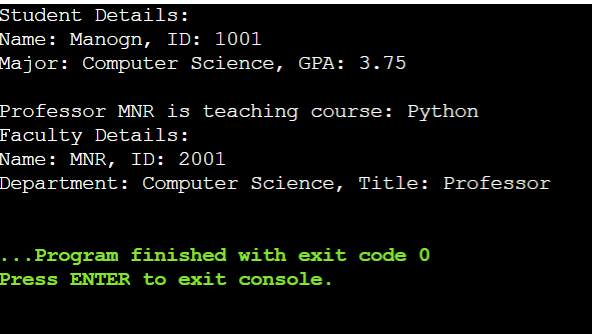 Student Details:
Name: Manogn, ID: 1001
Major: Computer Science, GPA: 3.75
Professor MNR is teaching course: Python
Faculty Details:
Name: MNR, ID: 2001
Department: Computer Science, Title: Professor
...Program finished with exit code 0
Press ENTER to exit console.